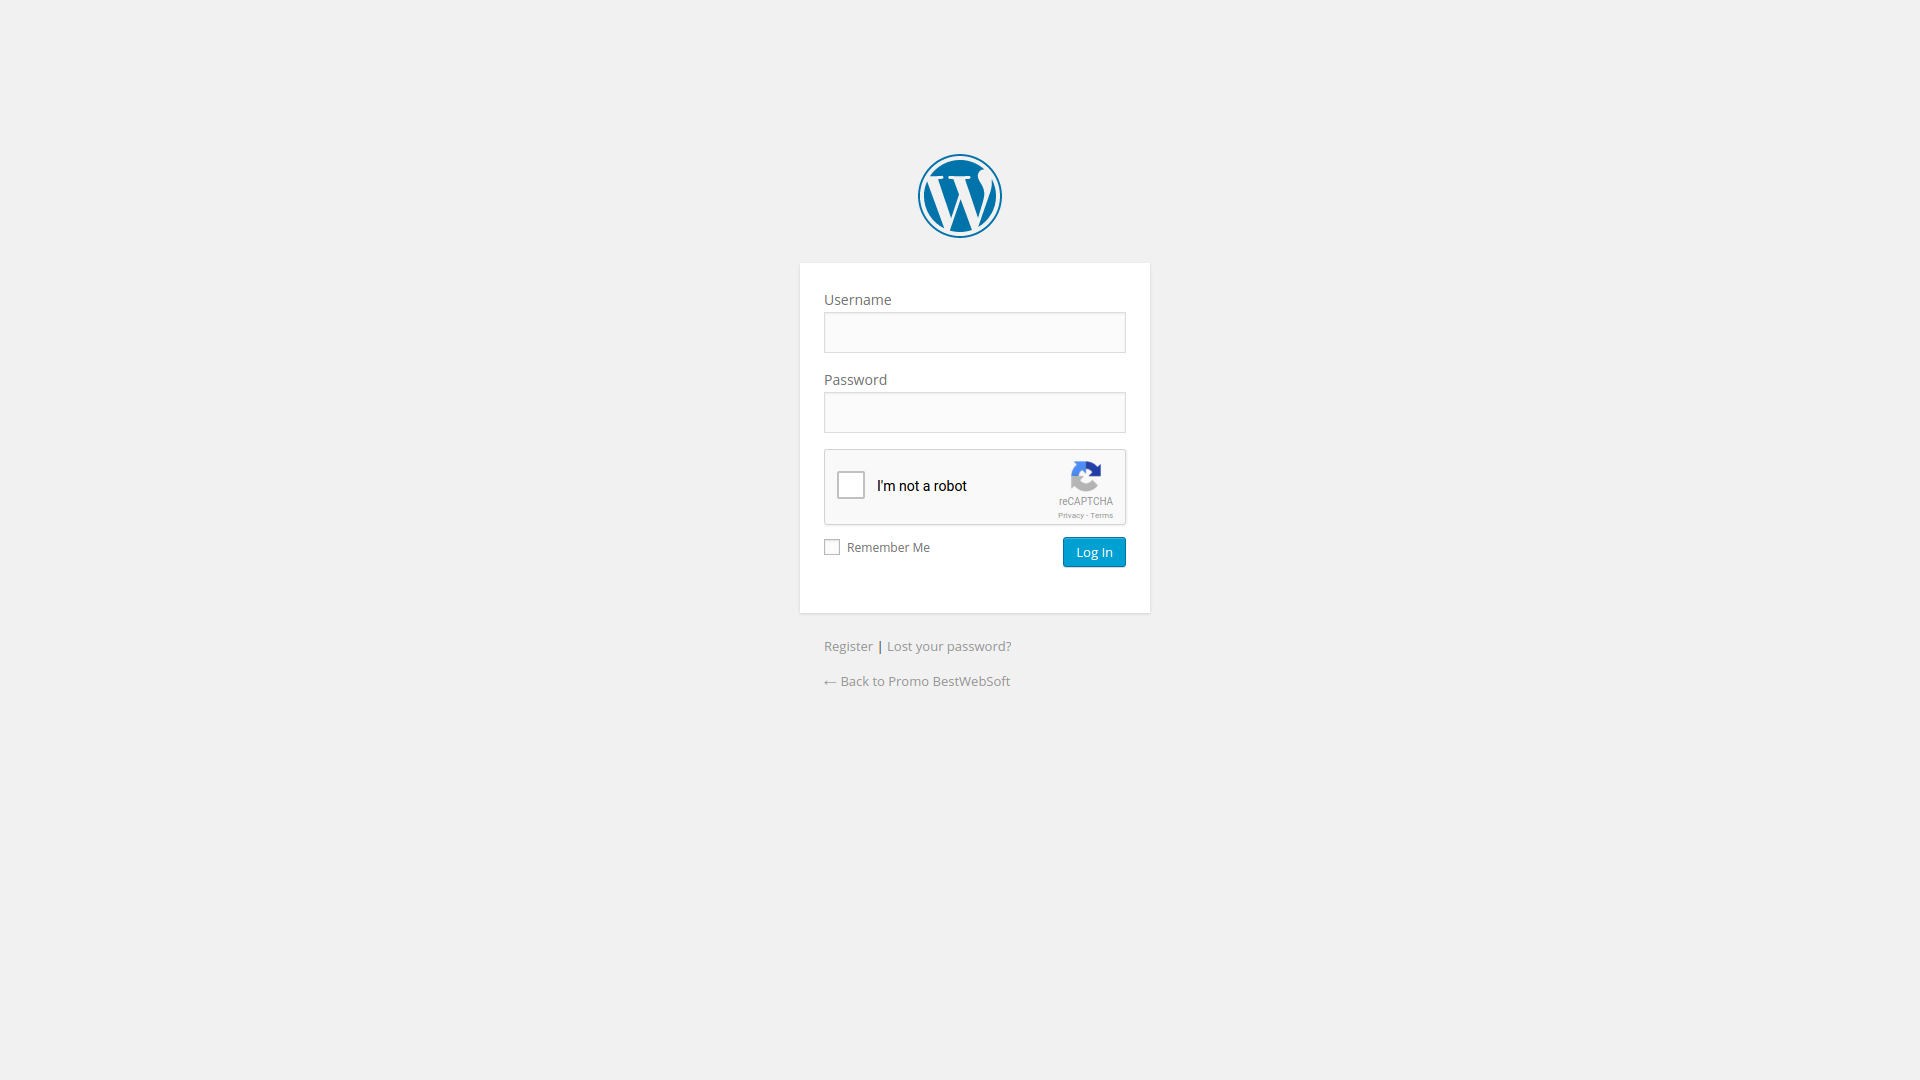 Username
Password
I'm not a robot
reCAPTCHA
Privacy - Terms
Remember Me
Log In
Register | Lost your password?
← Back to Promo BestWebSoft